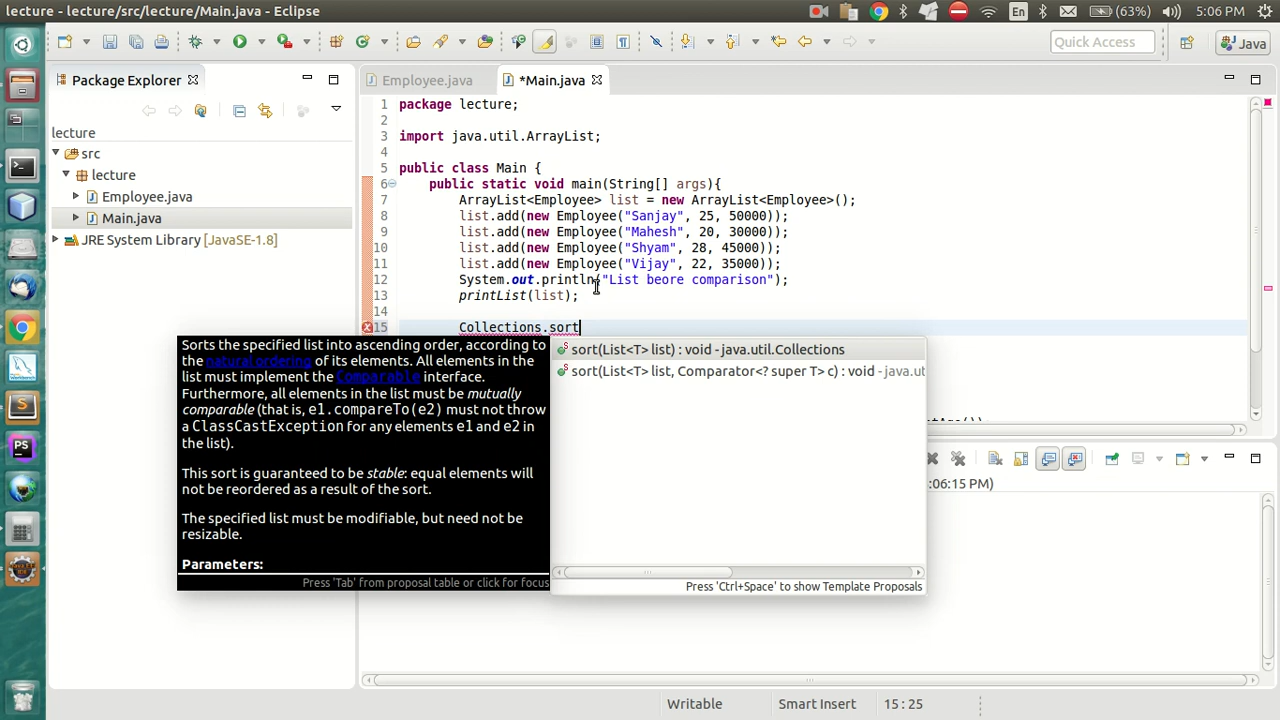 lecture - lecture/src/lecture/Main.java - Eclipse
En
(63%)
5:06 PM
Quick Access
Java
Package Explorer
Employee.java
*Main.java
lecture
src
lecture
Employee.java
Main.java
JRE System Library [JavaSE-1.8]
1 package lecture;
2
3 import java.util.ArrayList;
4
5 public class Main {
6 public static void main(String[] args){
7 ArrayList<Employee> list = new ArrayList<Employee>();
8 list.add(new Employee("Sanjay", 25, 50000));
9 list.add(new Employee("Mahesh", 20, 30000));
10 list.add(new Employee("Shyam", 28, 45000));
11 list.add(new Employee("Vijay", 22, 35000));
12 System.out.println("List beore comparison");
13 printList(list);
14
15 Collections.sort
Sorts the specified list into ascending order, according to
the natural ordering of its elements. All elements in the
list must implement the Comparable interface.
Furthermore, all elements in the list must be mutually
comparable (that is, e1.compareTo(e2) must not throw
a ClassCastException for any elements e1 and e2 in
the list).
This sort is guaranteed to be stable: equal elements will
not be reordered as a result of the sort.
The specified list must be modifiable, but need not be
resizable.
Parameters:
Press 'Tab' from proposal table or click for focus
sort(List<T> list) : void - java.util.Collections
sort(List<T> list, Comparator<? super T> c) : void - java.ut
Press 'Ctrl+Space' to show Template Proposals
:06:15 PM)
Writable
Smart Insert
15 : 25
PS